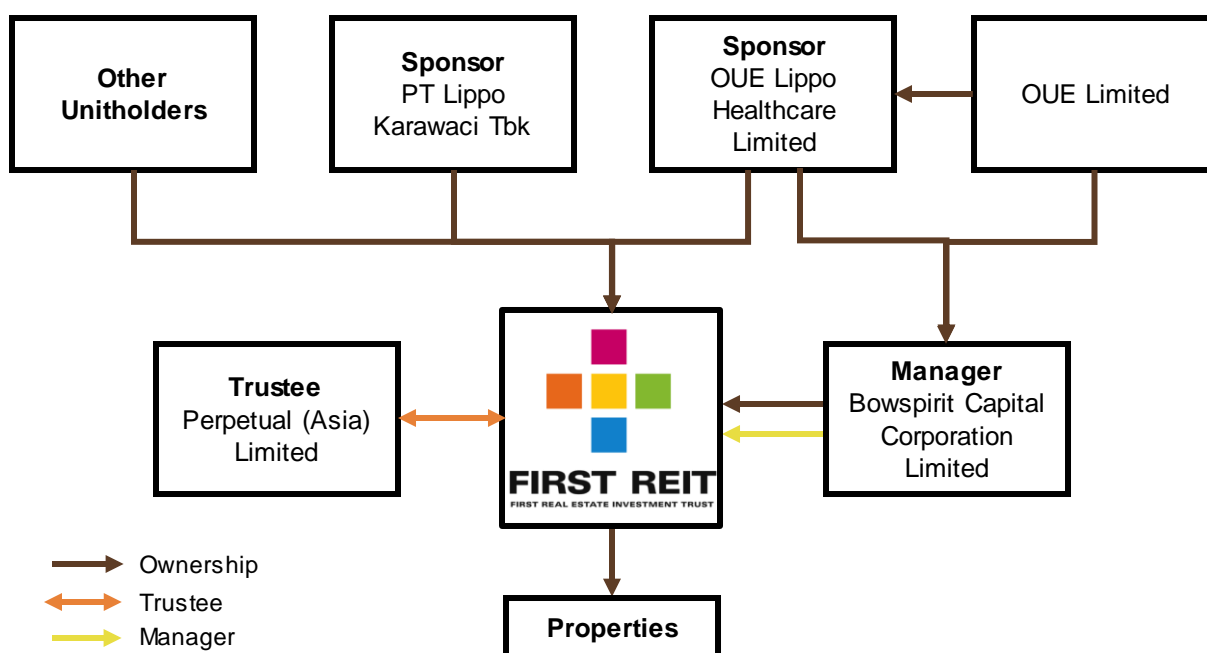 Other
Unitholders
Sponsor
PT Lippo
Karawaci Tbk
Sponsor
OUE Lippo
Healthcare
Limited
OUE Limited
Trustee
Perpetual (Asia)
Limited
FIRST REIT
FIRST REAL ESTATE INVESTMENT TRUST
Manager
Bowspirit Capital
Corporation
Limited
Ownership
Trustee
Manager
Properties